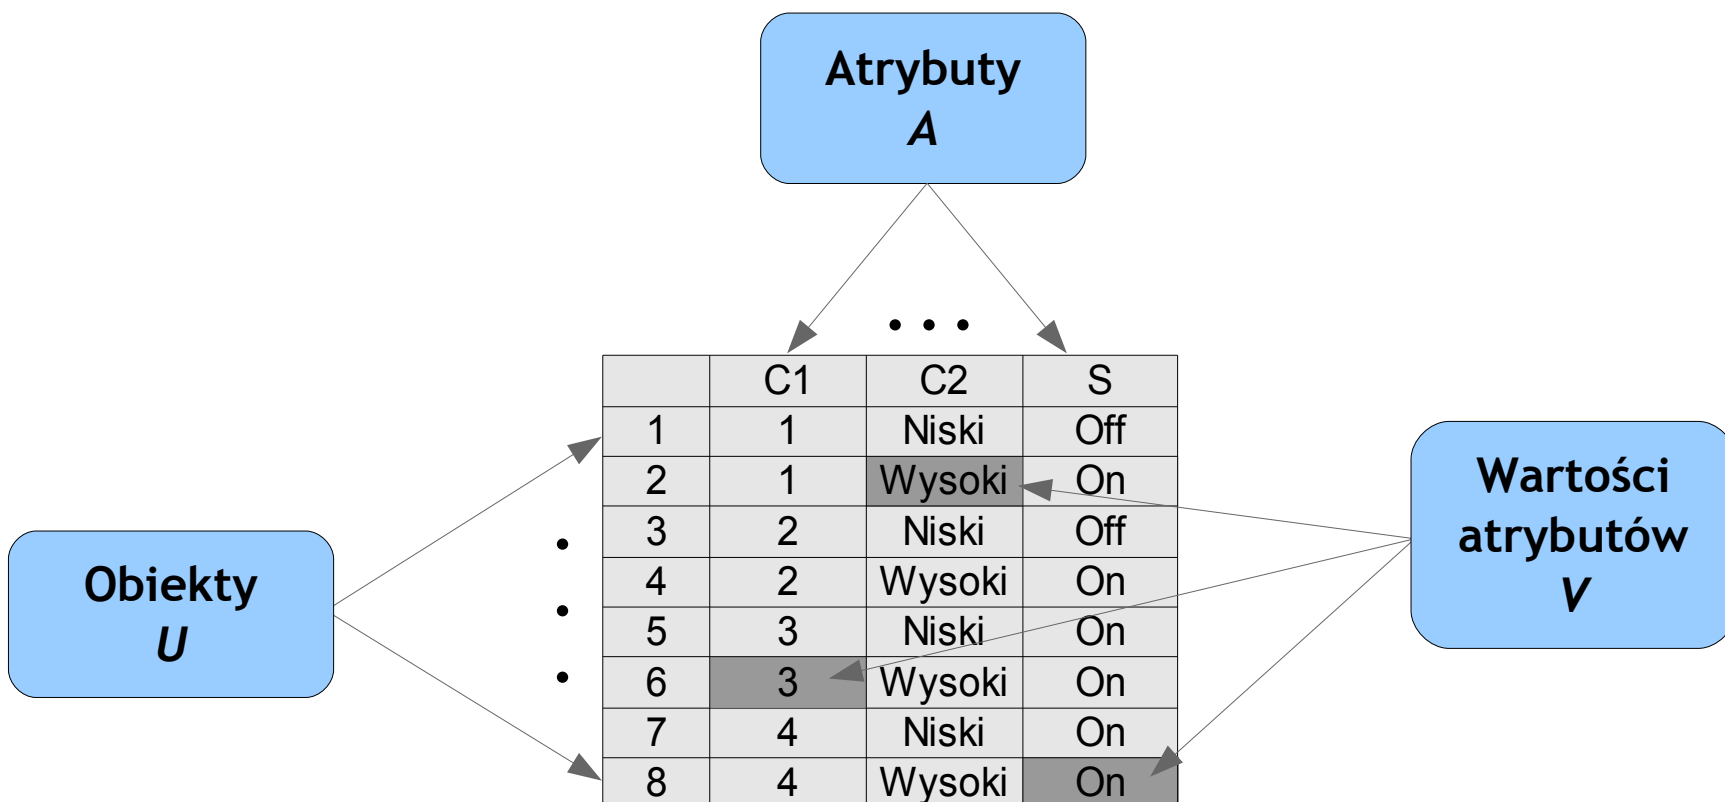 Atrybuty
A
C1 C2 S
1 1 Niski Off
2 1 Wysoki On
3 2 Niski Off
4 2 Wysoki On
5 3 Niski On
6 3 Wysoki On
7 4 Niski On
8 4 Wysoki On
Obiekty
U
Wartości
atrybutów
V